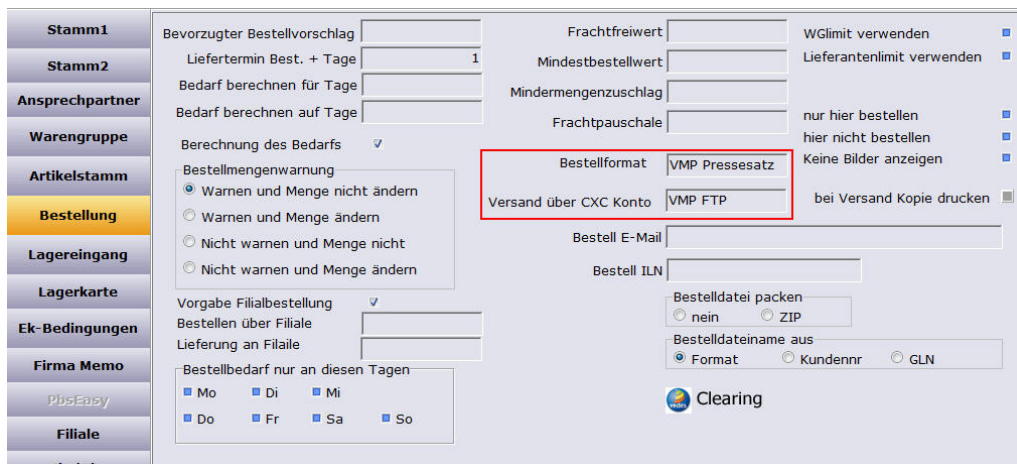 Stamm1
Stamm2
Ansprechpartner
Warengruppe
Artikelstamm
Bestellung
Lagereingang
Lagerkarte
Ek-Bedingungen
Firma Memo
PbsEasy
Filiale
Bevorzugter Bestellvorschlag
Liefertermin Best. + Tage 1
Bedarf berechnen für Tage
Bedarf berechnen auf Tage
Berechnung des Bedarfs
Bestellmengenwarnung
Warnen und Menge nicht ändern
Warnen und Menge ändern
Nicht warnen und Menge nicht
Nicht warnen und Menge ändern
Vorgabe Filialbestellung
Bestellen über Filiale
Lieferung an Filaile
Bestellbedarf nur an diesen Tagen
Mo Di Mi
Do Fr Sa So
Frachtfreiwert
Mindestbestellwert
Mindermengenzuschlag
Frachtpauschale
Bestellformat VMP Pressesatz
Versand über CXC Konto VMP FTP
Bestell E-Mail
Bestell ILN
Bestelldatei packen
nein ZIP
Bestelldateiname aus
Format Kundennr GLN
Clearing
WGlimit verwenden
Lieferantenlimit verwenden
nur hier bestellen
hier nicht bestellen
Keine Bilder anzeigen
bei Versand Kopie drucken